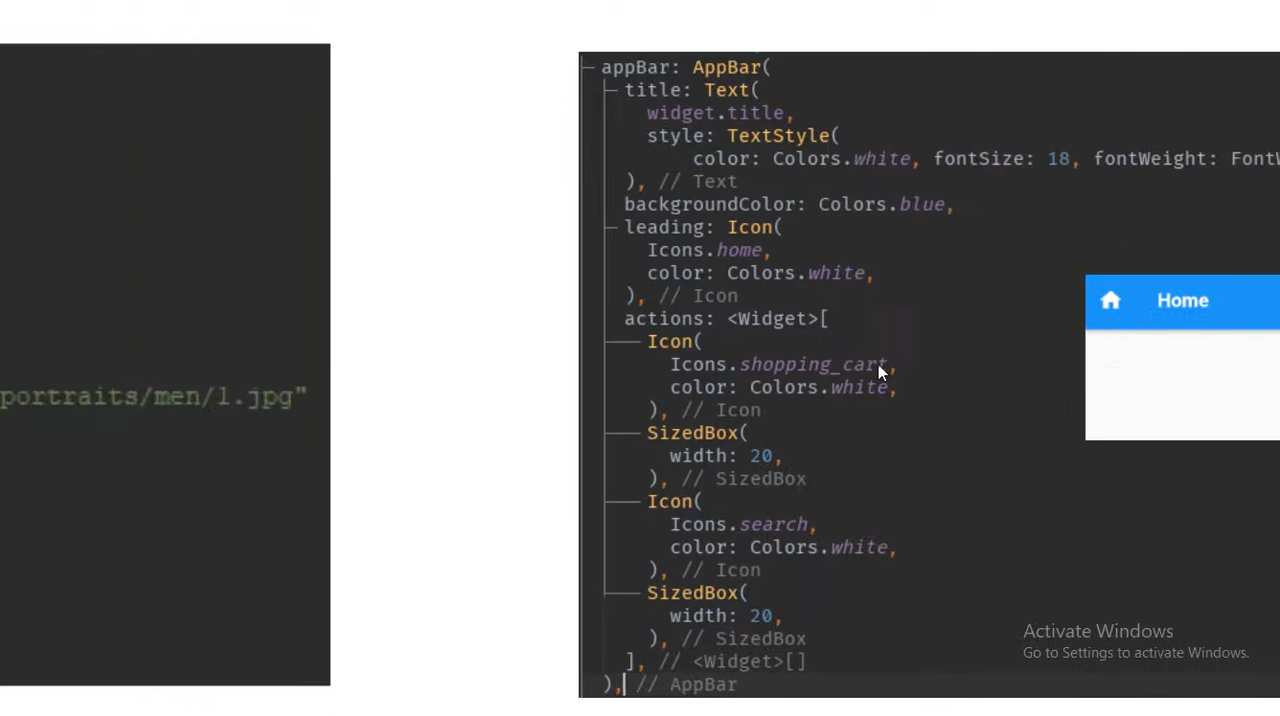 portraits/men/1.jpg"
appBar: AppBar(
title: Text(
widget.title,
style: TextStyle(
color: Colors.white, fontSize: 18, fontWeight: FontW
), // Text
backgroundColor: Colors.blue,
leading: Icon(
Icons.home,
color: Colors.white,
), // Icon
actions: <Widget>[
Icon(
Icons.shopping_cart,
color: Colors.white,
), // Icon
SizedBox(
width: 20,
), // SizedBox
Icon(
Icons.search,
color: Colors.white,
), // Icon
SizedBox(
width: 20,
), // SizedBox
], // <Widget>[]
), // AppBar
Home
Activate Windows
Go to Settings to activate Windows.